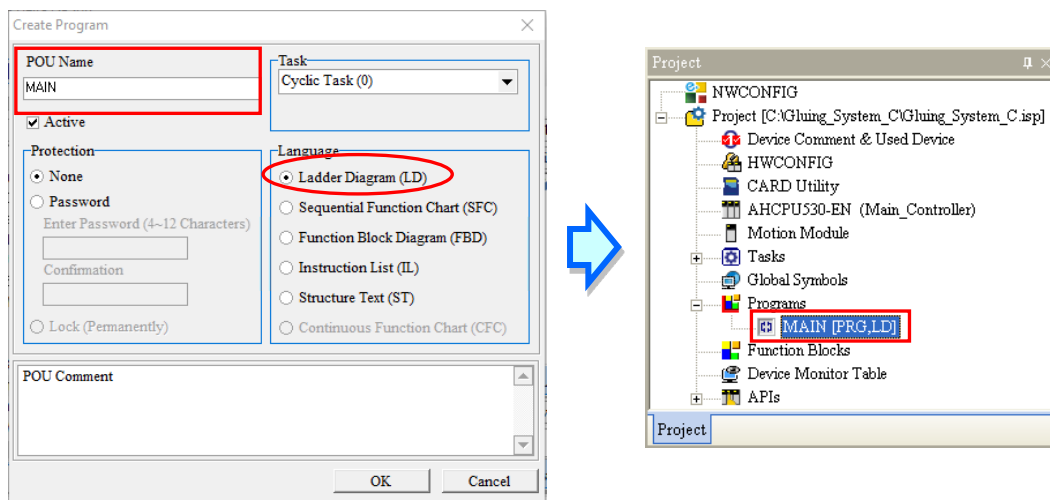 Create Program
POU Name
MAIN
Active
Task
Cyclic Task (0)
Protection
None
Password
Enter Password (4~12 Characters)
Confirmation
Lock (Permanently)
Language
Ladder Diagram (LD)
Sequential Function Chart (SFC)
Function Block Diagram (FBD)
Instruction List (IL)
Structure Text (ST)
Continuous Function Chart (CFC)
POU Comment
OK Cancel
Project
NWCONFIG
Project [C:\Gluing_System_C\Gluing_System_C.isp]
Device Comment & Used Device
HWCONFIG
CARD Utility
AHCPU530-EN (Main_Controller)
Motion Module
Tasks
Global Symbols
Programs
MAIN [PRG,LD]
Function Blocks
Device Monitor Table
APIs
Project